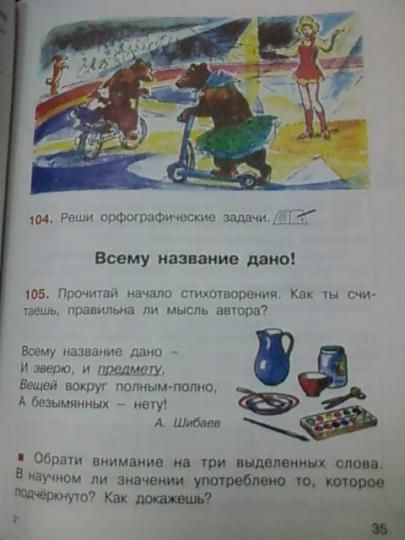 104. Реши орфографические задачи.
Всему название дано!
105. Прочитай начало стихотворения. Как ты счи-
таешь, правильна ли мысль автора?
Всему название дано –
И зверю, и предмету,
Вещей вокруг полным-полно,
А безымянных – нету!
А. Шибаев
▪ Обрати внимание на три выделенных слова.
В научном ли значении употреблено то, которое
подчёркнуто? Как докажешь?
35